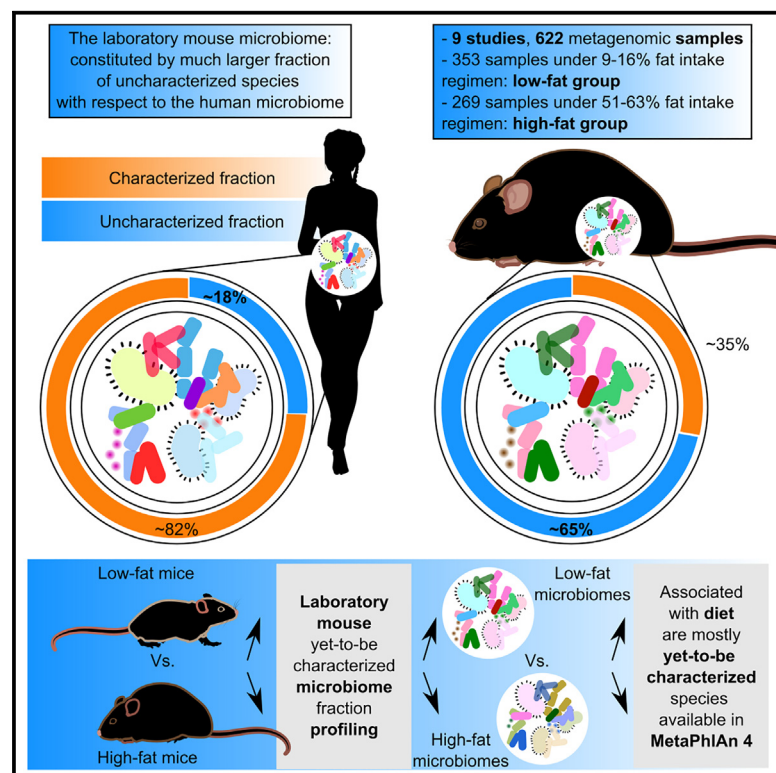 The laboratory mouse microbiome:
constituted by much larger fraction
of uncharacterized species
with respect to the human microbiome
- 9 studies, 622 metagenomic samples
- 353 samples under 9-16% fat intake
regimen: low-fat group
- 269 samples under 51-63% fat intake
regimen: high-fat group
Characterized fraction
Uncharacterized fraction
~18%
~82%
~35%
~65%
Low-fat mice
Vs.
High-fat mice
Laboratory
mouse
yet-to-be
characterized
microbiome
fraction
profiling
Low-fat
microbiomes
Vs.
High-fat
microbiomes
Associated
with diet
are mostly
yet-to-be
characterized
species
available in
MetaPhlAn 4